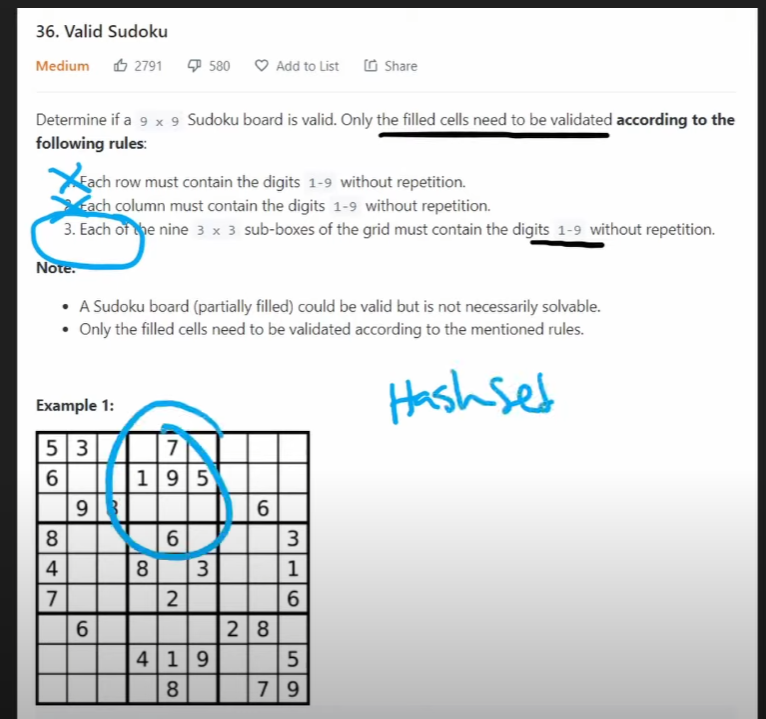 36. Valid Sudoku
Medium 2791 580 Add to List Share
Determine if a 9 x 9 Sudoku board is valid. Only the filled cells need to be validated according to the
following rules:
1. Each row must contain the digits 1-9 without repetition.
2. Each column must contain the digits 1-9 without repetition.
3. Each of the nine 3 x 3 sub-boxes of the grid must contain the digits 1-9 without repetition.
Note:
• A Sudoku board (partially filled) could be valid but is not necessarily solvable.
• Only the filled cells need to be validated according to the mentioned rules.
HashSet
Example 1:
5 3 7
6 1 9 5
9 8 6
8 6 3
4 8 3 1
7 2 6
6 2 8
4 1 9 5
8 7 9